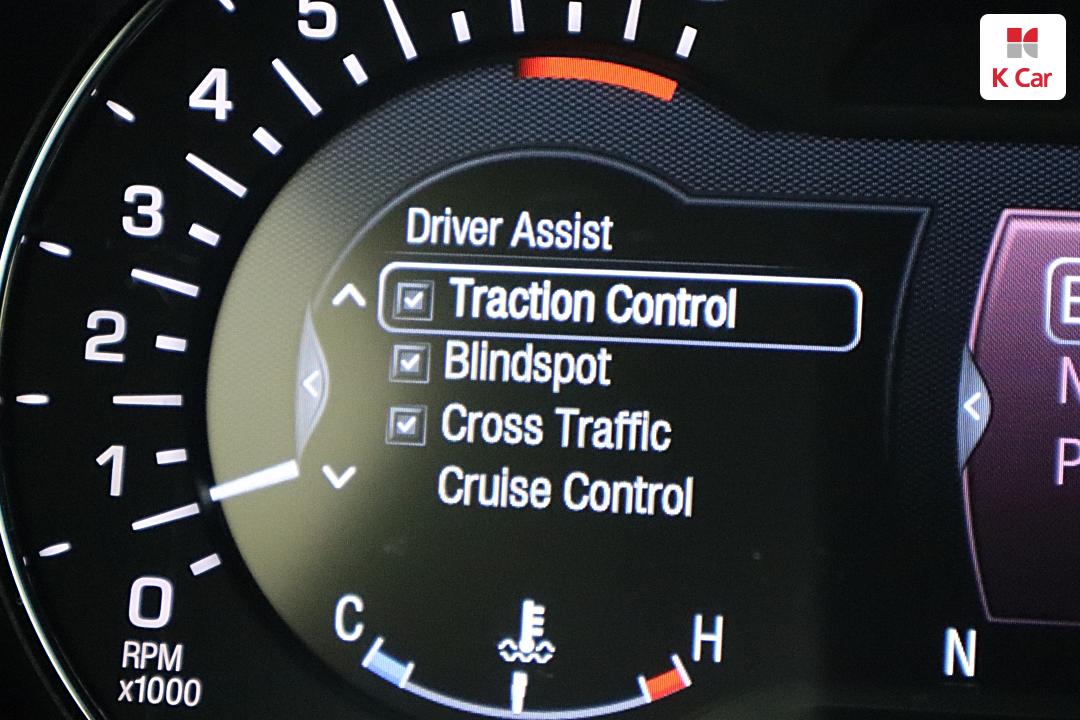 K Car
5
4
3
2
1
0
RPM
x1000
Driver Assist
Traction Control
Blindspot
Cross Traffic
Cruise Control
C
H
N